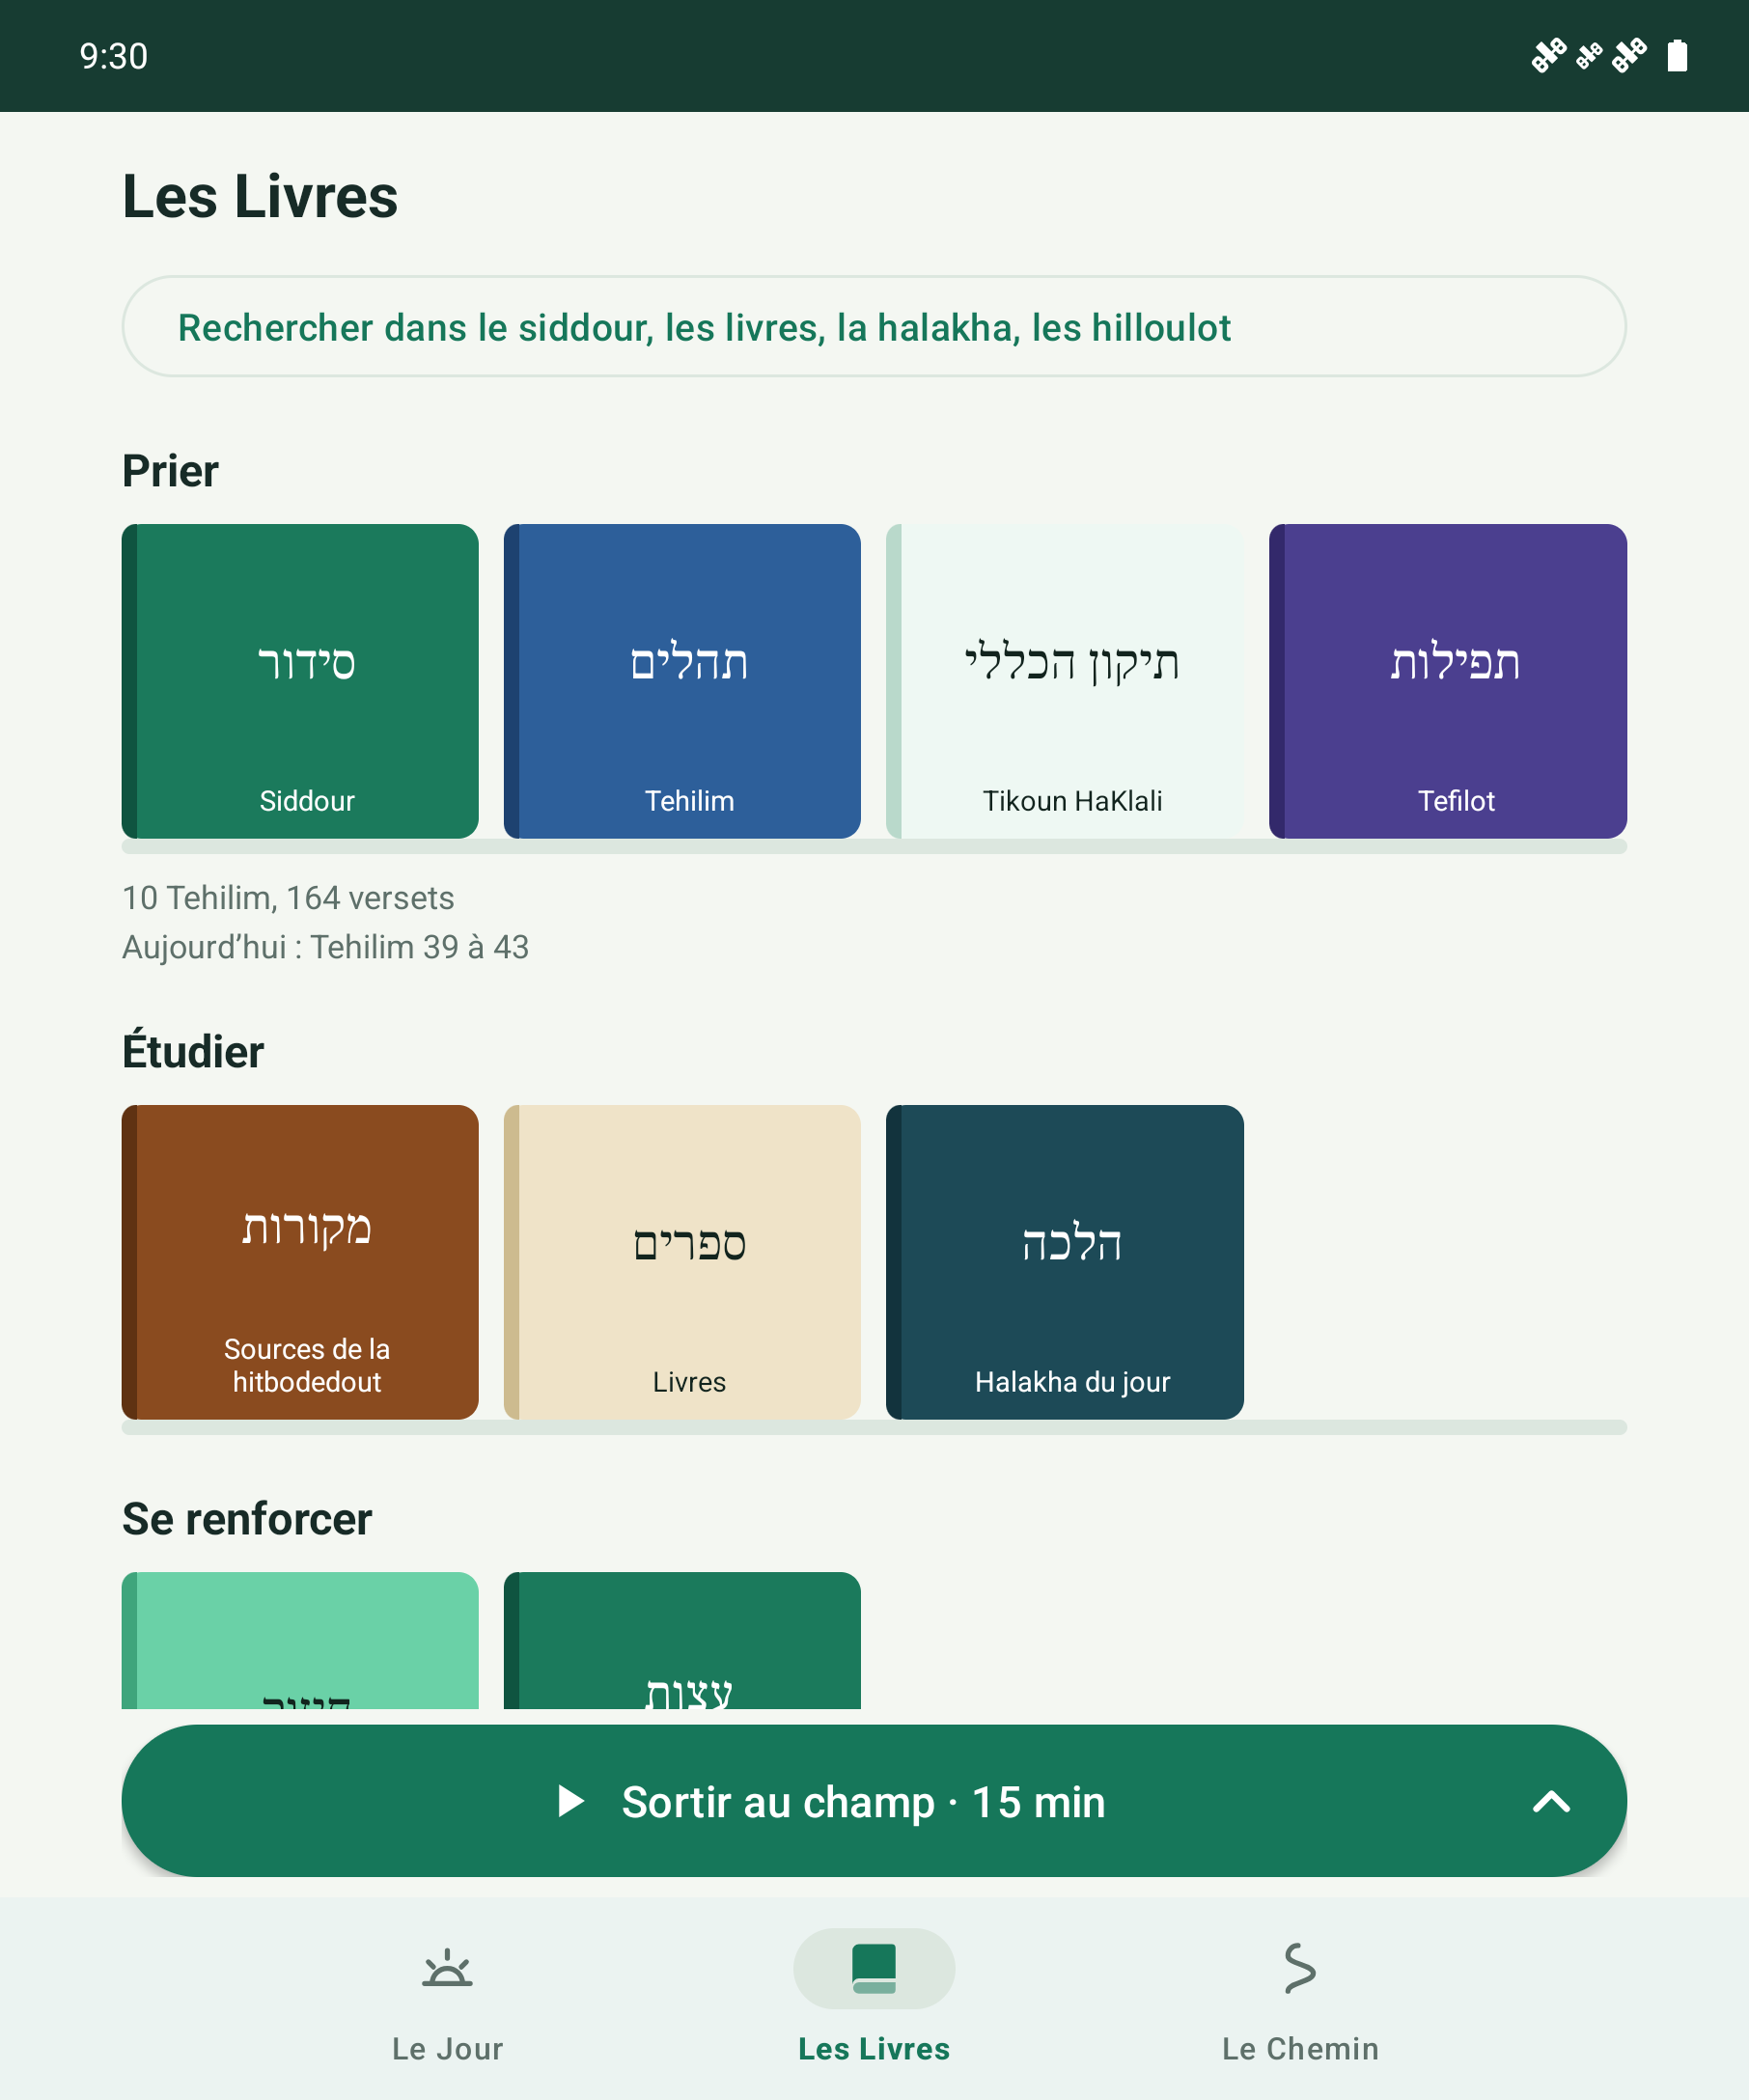 9:30
Les Livres
Rechercher dans le siddour, les livres, la halakha, les hilloulot
Prier
סידור
תהלים
תיקון הכללי
תפילות
Siddour
Tehilim
Tikoun HaKlali
Tefilot
10 Tehilim, 164 versets
Aujourd’hui : Tehilim 39 à 43
Étudier
מקורות
ספרים
הלכה
Sources de la
hitbodedout
Livres
Halakha du jour
Se renforcer
עצות
Sortir au champ · 15 min
Le Jour
Les Livres
Le Chemin